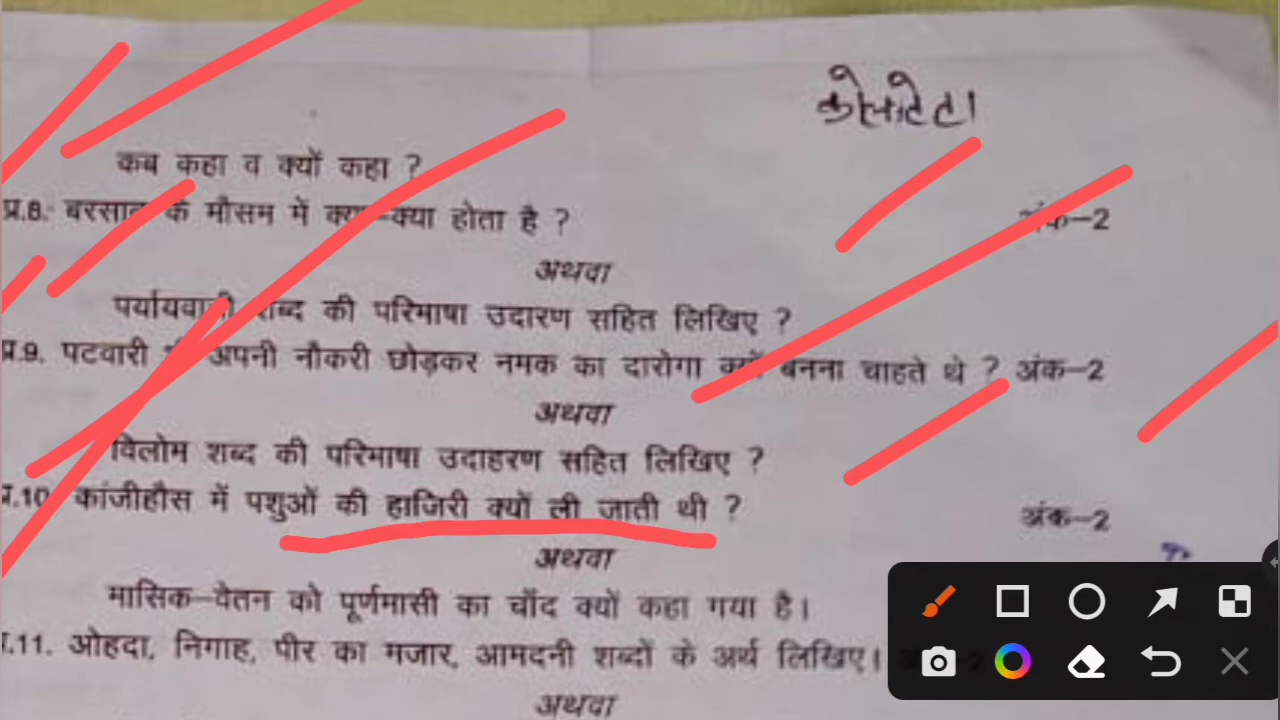 कब कहा व क्यों कहा ?
प्र.8. बरसात के मौसम में क्या–क्या होता है ? अंक–2
अथवा
पर्यायवाची शब्द की परिभाषा उदारण सहित लिखिए ?
प्र.9. पटवारी भी अपनी नौकरी छोड़कर नमक का दारोगा क्यों बनना चाहते थे ? अंक–2
अथवा
विलोम शब्द की परिभाषा उदाहरण सहित लिखिए ?
प्र.10. कांजीहौस में पशुओं की हाजिरी क्यों ली जाती थी ? अंक–2
अथवा
मासिक–वेतन को पूर्णमासी का चाँद क्यों कहा गया है।
प्र.11. ओहदा, निगाह, पीर का मजार, आमदनी शब्दों के अर्थ लिखिए।
अथवा